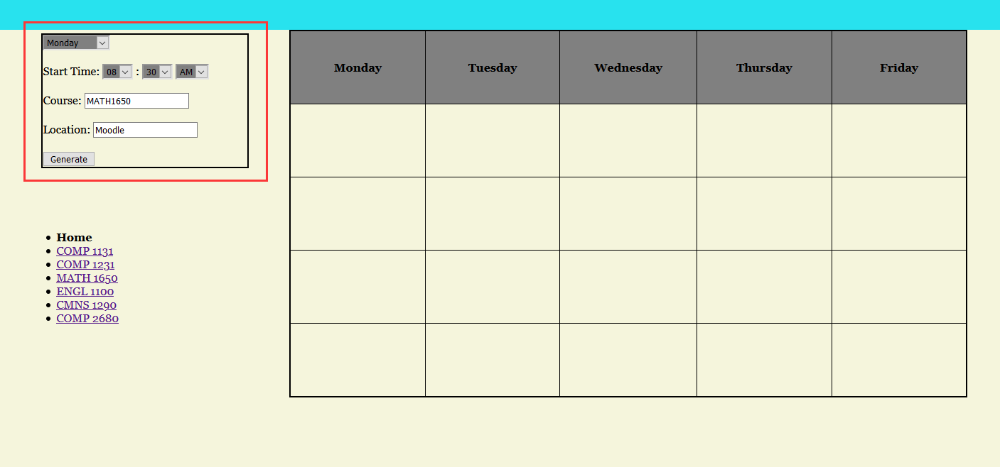 Monday
Start Time: 08 : 30 AM
Course: MATH1650
Location: Moodle
Generate
Monday Tuesday Wednesday Thursday Friday
Home
COMP 1131
COMP 1231
MATH 1650
ENGL 1100
CMNS 1290
COMP 2680